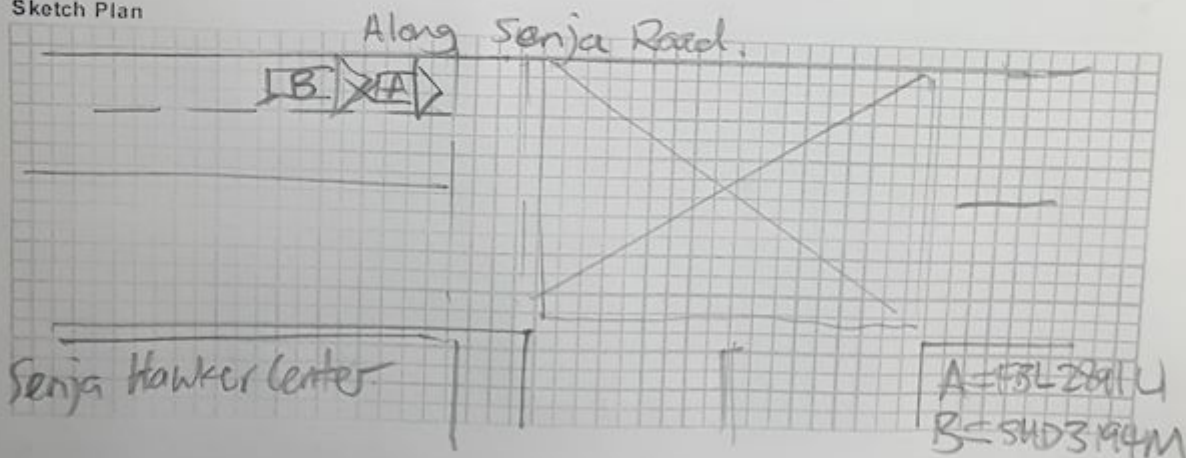 Sketch Plan
Along Senja Road.
B A
Senja Hawker Center
B = SHD3194M